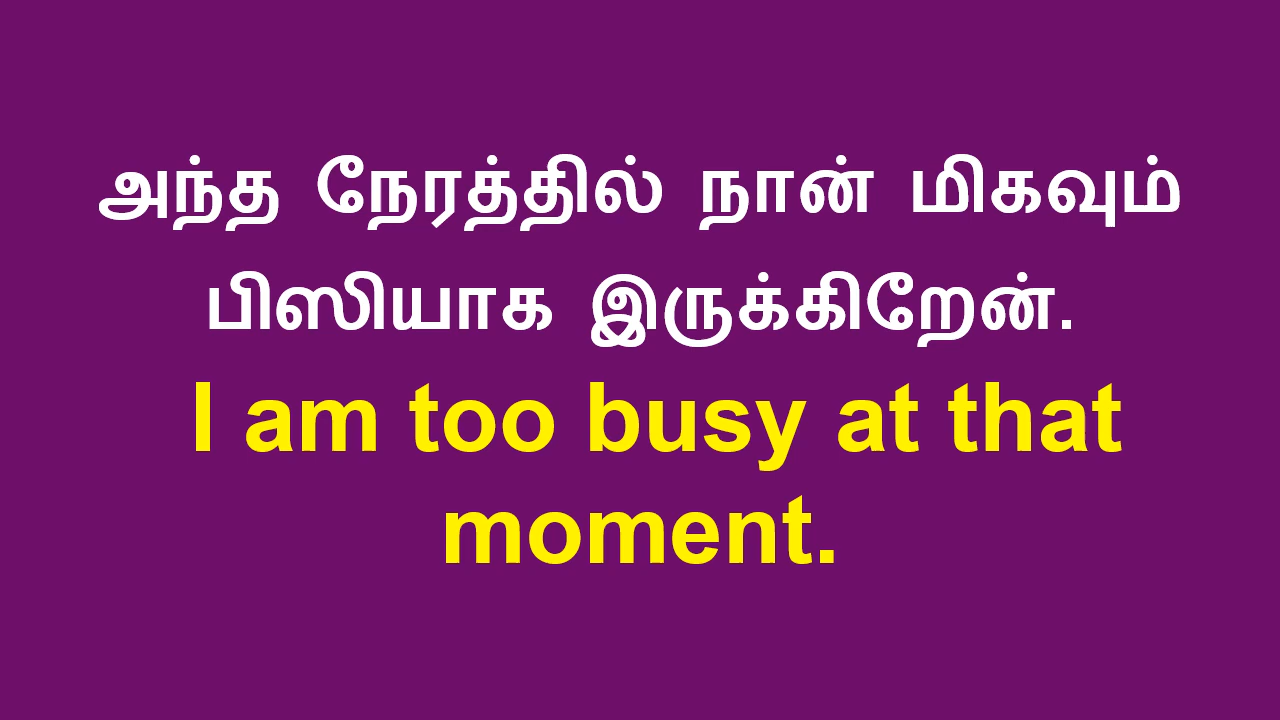 அந்த நேரத்தில் நான் மிகவும்
பிஸியாக இருக்கிறேன்.
I am too busy at that
moment.